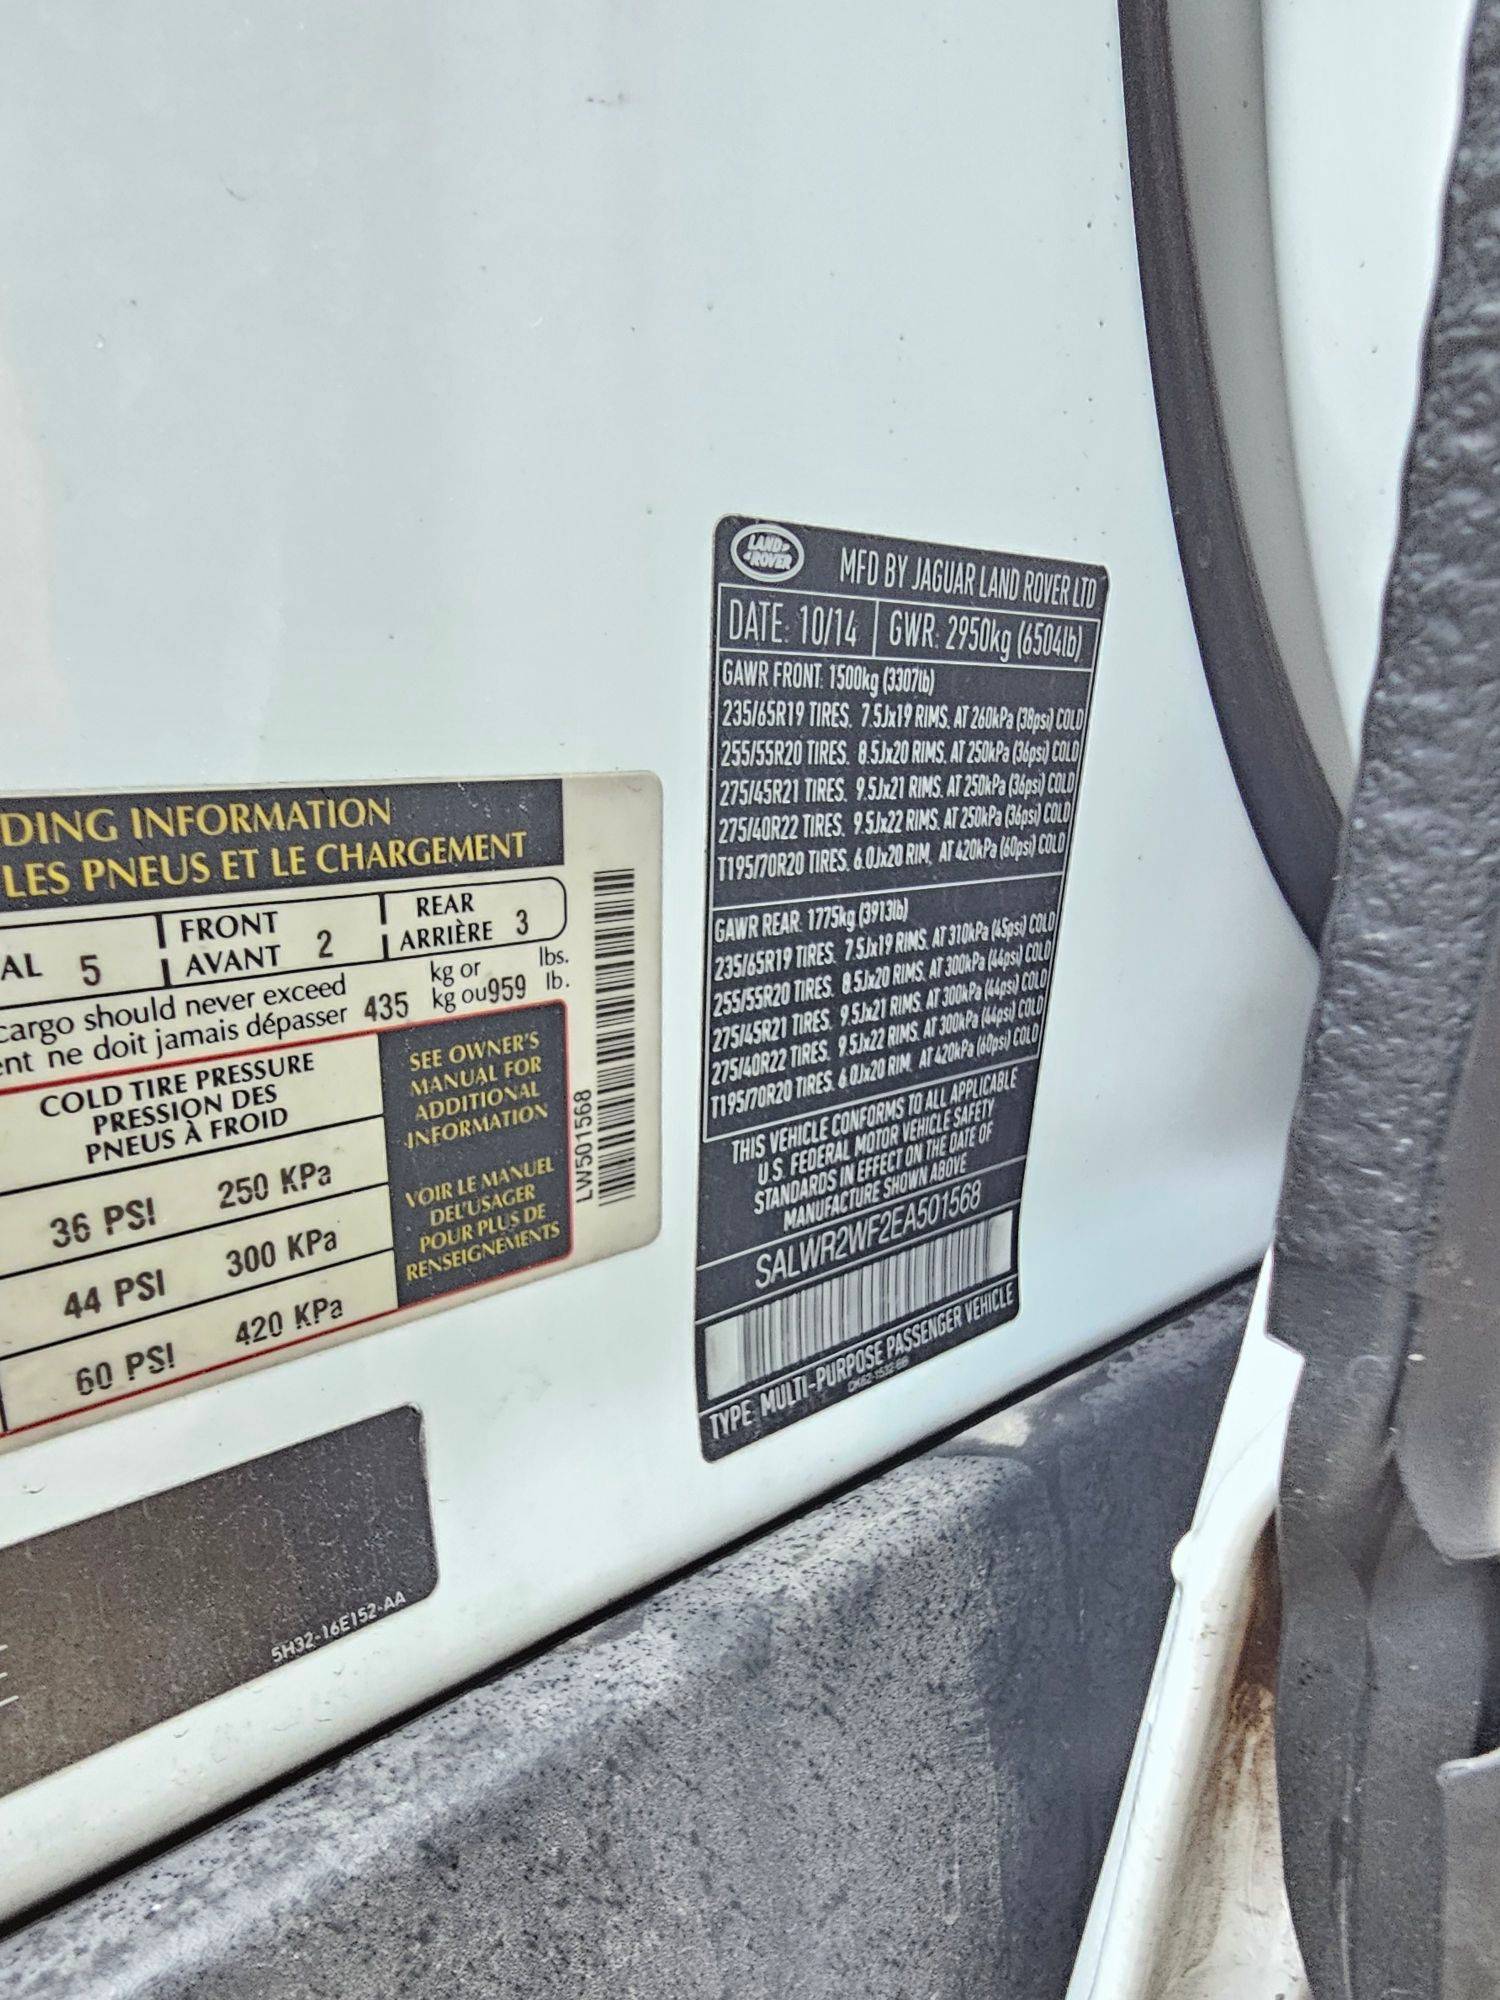 LAND ROVER
MFD BY JAGUAR LAND ROVER LTD
DATE: 10/14 GWR: 2950kg (6504lb)
GAWR FRONT: 1500kg (3307lb)
235/65R19 TIRES, 7.5Jx19 RIMS, AT 260kPa (38psi) COLD
255/55R20 TIRES, 8.5Jx20 RIMS, AT 250kPa (36psi) COLD
275/45R21 TIRES, 9.5Jx21 RIMS, AT 250kPa (36psi) COLD
275/40R22 TIRES, 9.5Jx22 RIMS, AT 250kPa (36psi) COLD
T195/70R20 TIRES, 6.0Jx20 RIM, AT 420kPa (60psi) COLD
GAWR REAR: 1775kg (3913lb)
235/65R19 TIRES, 7.5Jx19 RIMS, AT 310kPa (45psi) COLD
255/55R20 TIRES, 8.5Jx20 RIMS, AT 300kPa (44psi) COLD
275/45R21 TIRES, 9.5Jx21 RIMS, AT 300kPa (44psi) COLD
275/40R22 TIRES, 9.5Jx22 RIMS, AT 300kPa (44psi) COLD
T195/70R20 TIRES, 6.0Jx20 RIM, AT 420kPa (60psi) COLD
THIS VEHICLE CONFORMS TO ALL APPLICABLE
U.S. FEDERAL MOTOR VEHICLE SAFETY
STANDARDS IN EFFECT ON THE DATE OF
MANUFACTURE SHOWN ABOVE
SALWR2WF2EA501568
TYPE: MULTI-PURPOSE PASSENGER VEHICLE
DING INFORMATION
LES PNEUS ET LE CHARGEMENT
AL 5 FRONT AVANT 2 REAR ARRIÈRE 3
cargo should never exceed 435 kg or 959 lbs.
ent ne doit jamais dépasser kg ou lb.
COLD TIRE PRESSURE
PRESSION DES
PNEUS À FROID
36 PSI 250 KPa
44 PSI 300 KPa
60 PSI 420 KPa
SEE OWNER'S
MANUAL FOR
ADDITIONAL
INFORMATION
VOIR LE MANUEL
DEL'USAGER
POUR PLUS DE
RENSEIGNEMENTS
LW501568
5H32-16E152-AA